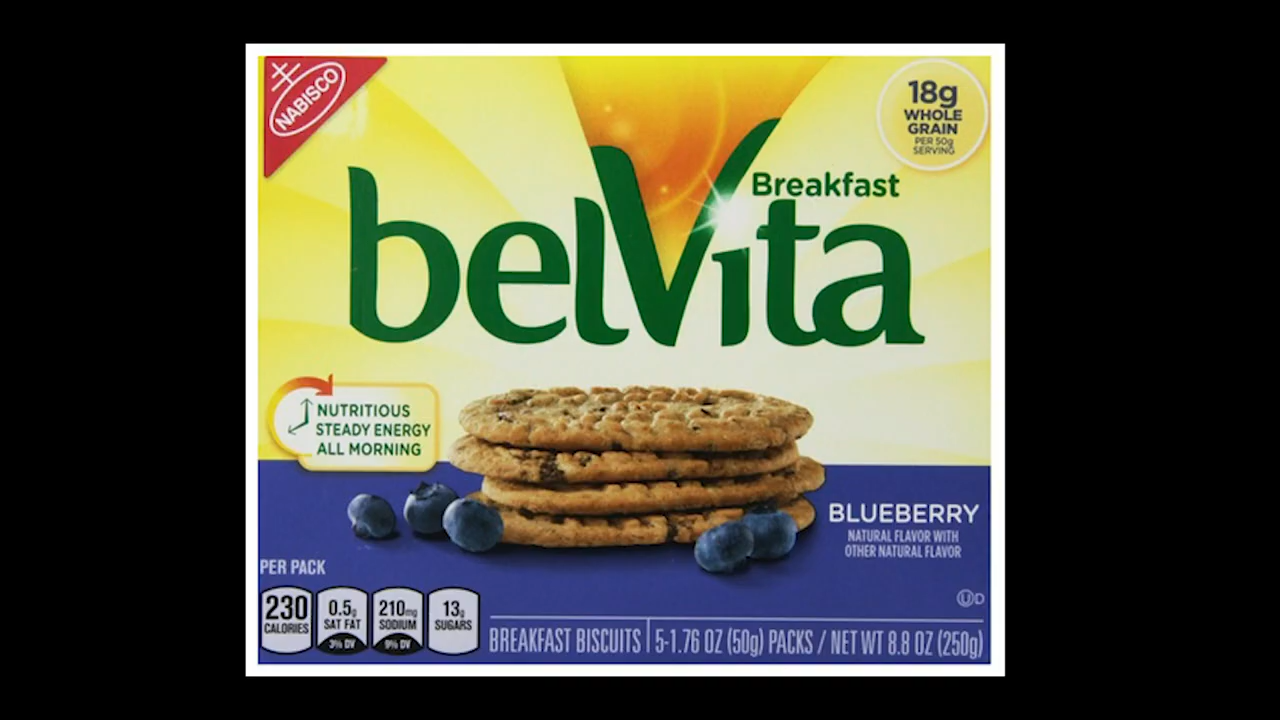 NABISCO
18g
WHOLE
GRAIN
PER 50g
SERVING
Breakfast
belVita
NUTRITIOUS
STEADY ENERGY
ALL MORNING
BLUEBERRY
NATURAL FLAVOR WITH
OTHER NATURAL FLAVOR
PER PACK
230
CALORIES
0.5g
SAT FAT
3% DV
210mg
SODIUM
9% DV
13g
SUGARS
UD
BREAKFAST BISCUITS | 5-1.76 OZ (50g) PACKS / NET WT 8.8 OZ (250g)